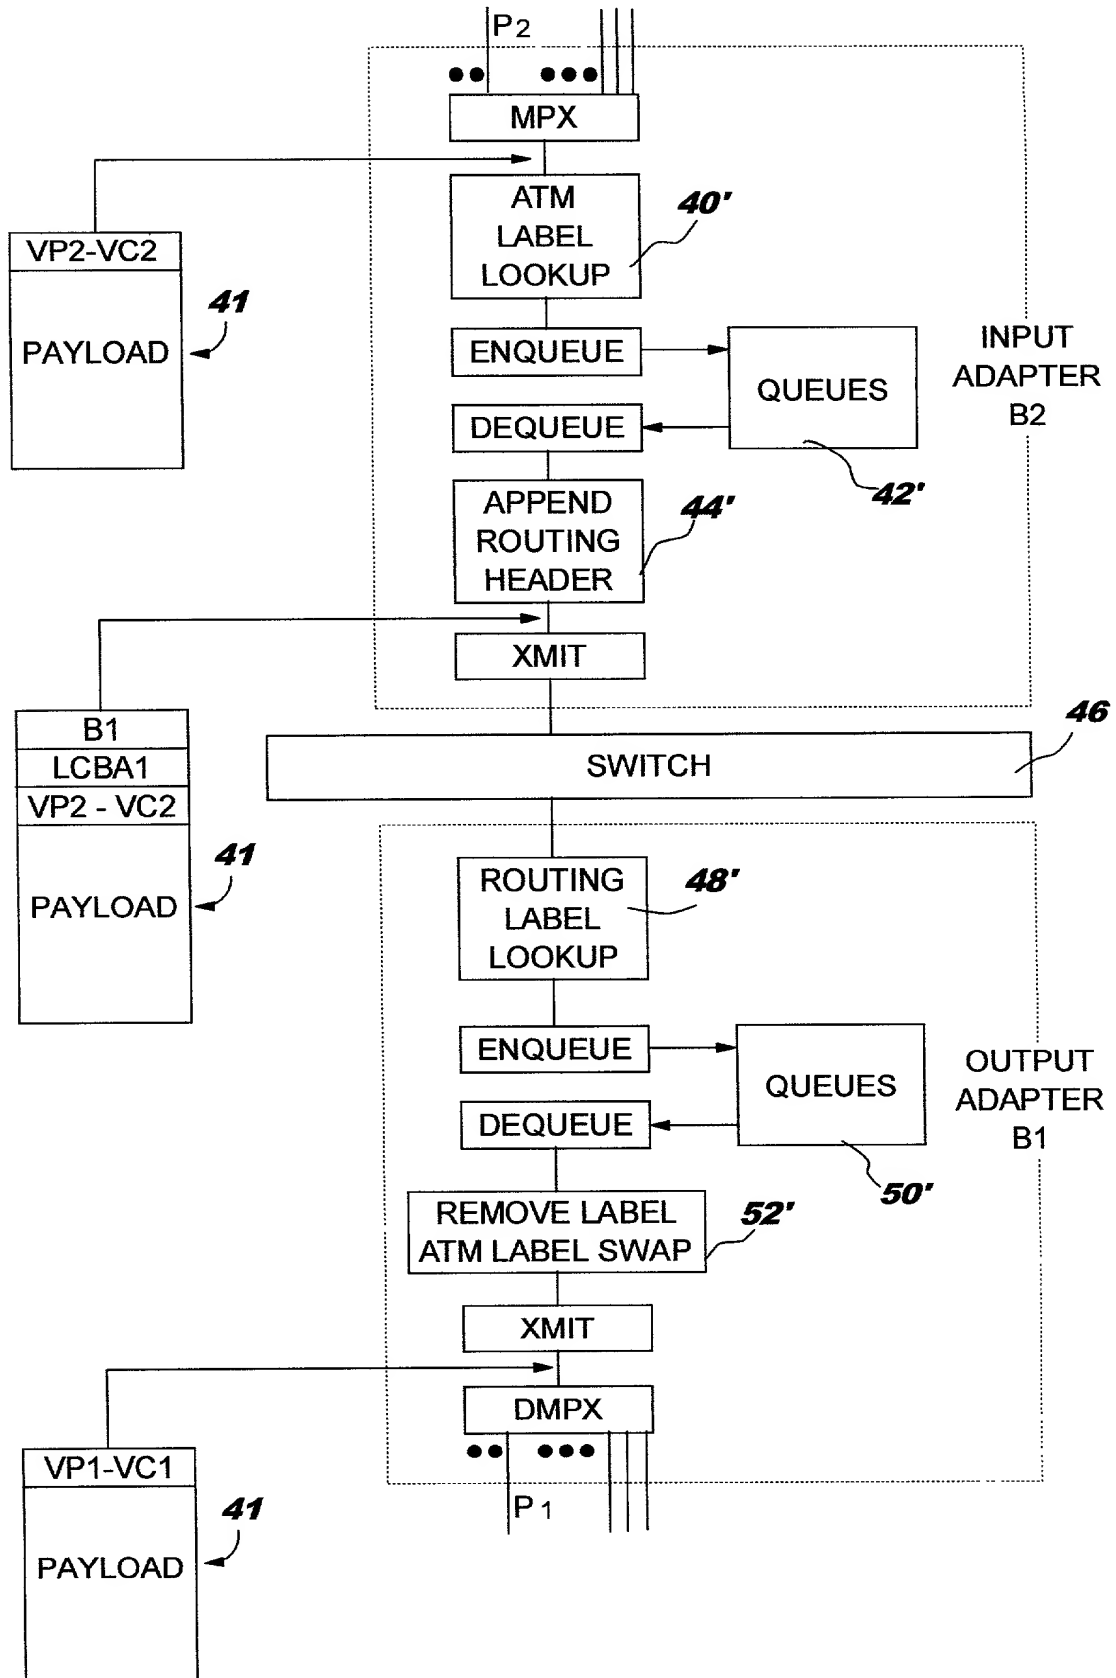 P2
MPX
ATM
LABEL
LOOKUP
40'
VP2-VC2
PAYLOAD
41
ENQUEUE
QUEUES
DEQUEUE
42'
INPUT
ADAPTER
B2
APPEND
ROUTING
HEADER
44'
XMIT
B1
LCBA1
VP2 - VC2
PAYLOAD
41
SWITCH
46
ROUTING
LABEL
LOOKUP
48'
ENQUEUE
QUEUES
DEQUEUE
50'
OUTPUT
ADAPTER
B1
REMOVE LABEL
ATM LABEL SWAP
52'
XMIT
DMPX
P1
VP1-VC1
PAYLOAD
41